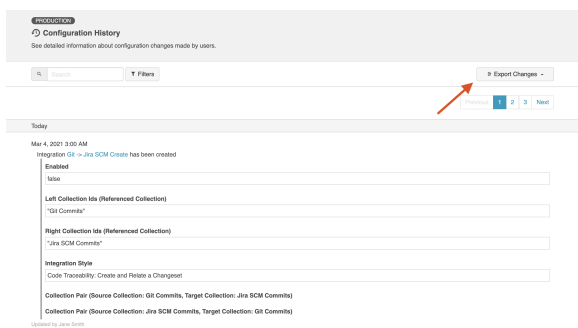 PRODUCTION
Configuration History
See detailed information about configuration changes made by users.
Search
Filters
Export Changes
Previous 1 2 3 Next
Today
Mar 4, 2021 3:00 AM
Integration Git -> Jira SCM Create has been created
Enabled
false
Left Collection Ids (Referenced Collection)
"Git Commits"
Right Collection Ids (Referenced Collection)
"Jira SCM Commits"
Integration Style
Code Traceability: Create and Relate a Changeset
Collection Pair (Source Collection: Git Commits, Target Collection: Jira SCM Commits)
Collection Pair (Source Collection: Jira SCM Commits, Target Collection: Git Commits)
Updated by Jane Smith